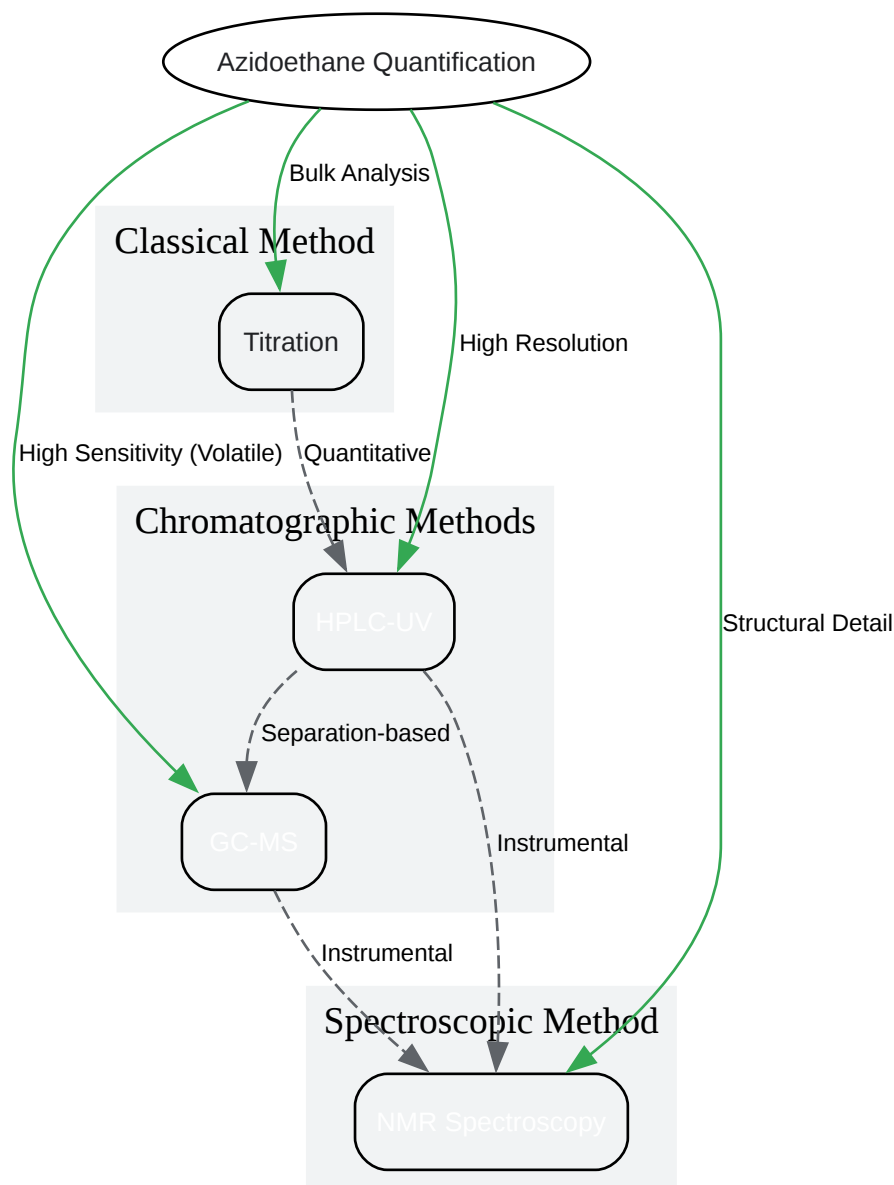 Azidoethane Quantification
Bulk Analysis
Classical Method
Titration
High Resolution
High Sensitivity (Volatile)
Quantitative
Chromatographic Methods
HPLC-UV
Structural Detail
Separation-based
GC-MS
Instrumental
Instrumental
Spectroscopic Method
NMR Spectroscopy